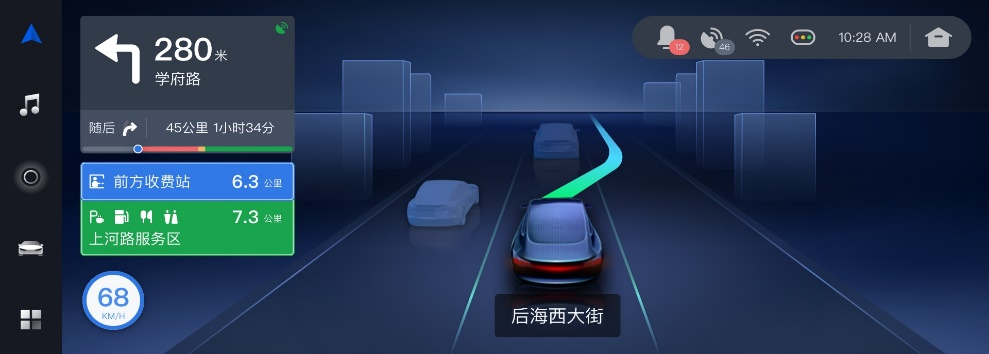 280米
学府路
随后 45公里 1小时34分
前方收费站 6.3 公里
P 7.3 公里
上河路服务区
68
KM/H
12
46
10:28 AM
后海西大街